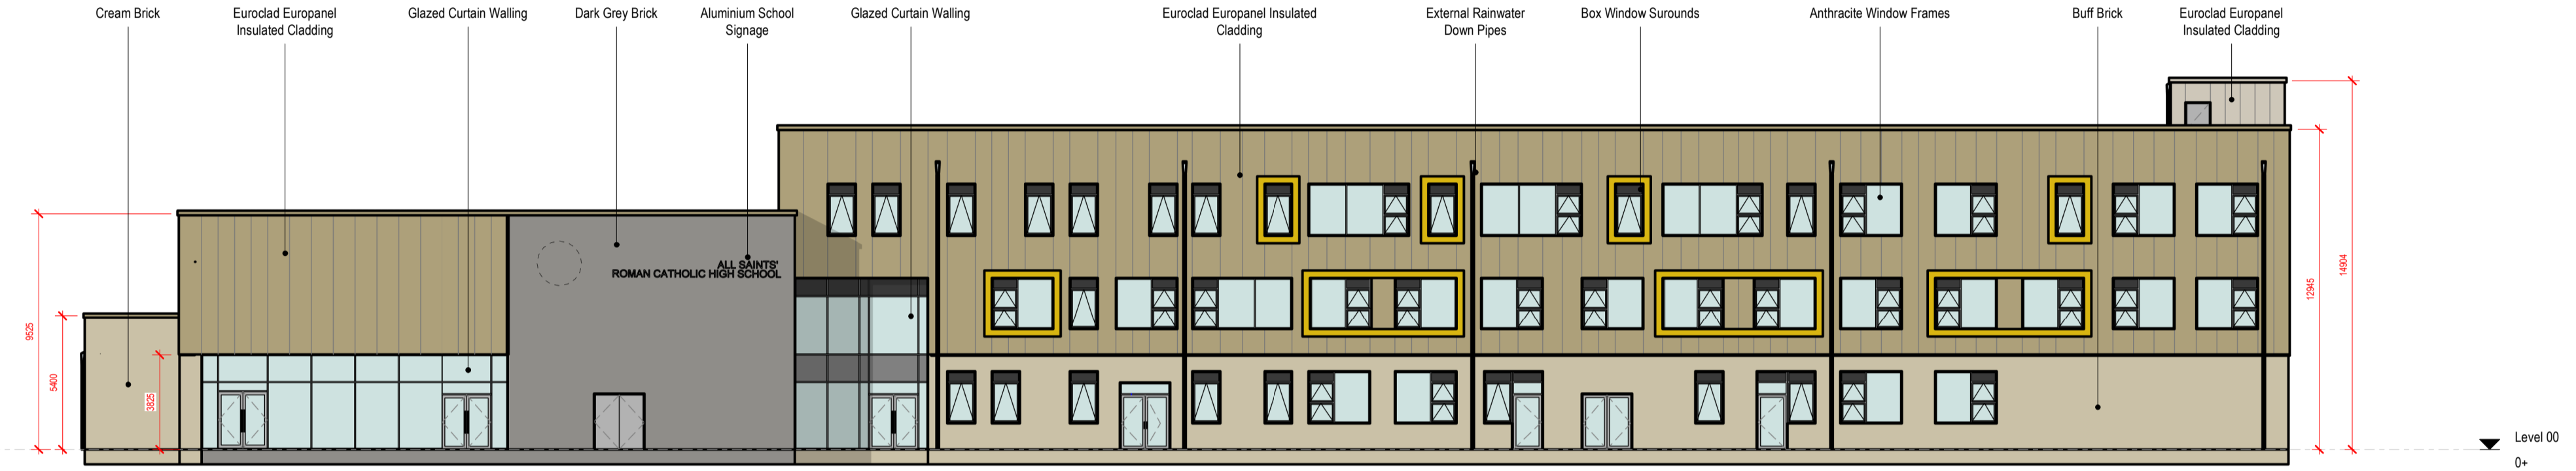 Cream Brick
Euroclad Europanel
Insulated Cladding
Glazed Curtain Walling
Dark Grey Brick
Aluminium School
Signage
Glazed Curtain Walling
Euroclad Europanel Insulated
Cladding
External Rainwater
Down Pipes
Box Window Surounds
Anthracite Window Frames
Buff Brick
Euroclad Europanel
Insulated Cladding
ALL SAINTS'
ROMAN CATHOLIC HIGH SCHOOL
9525
5400
3825
12945
14904
Level 00
0+